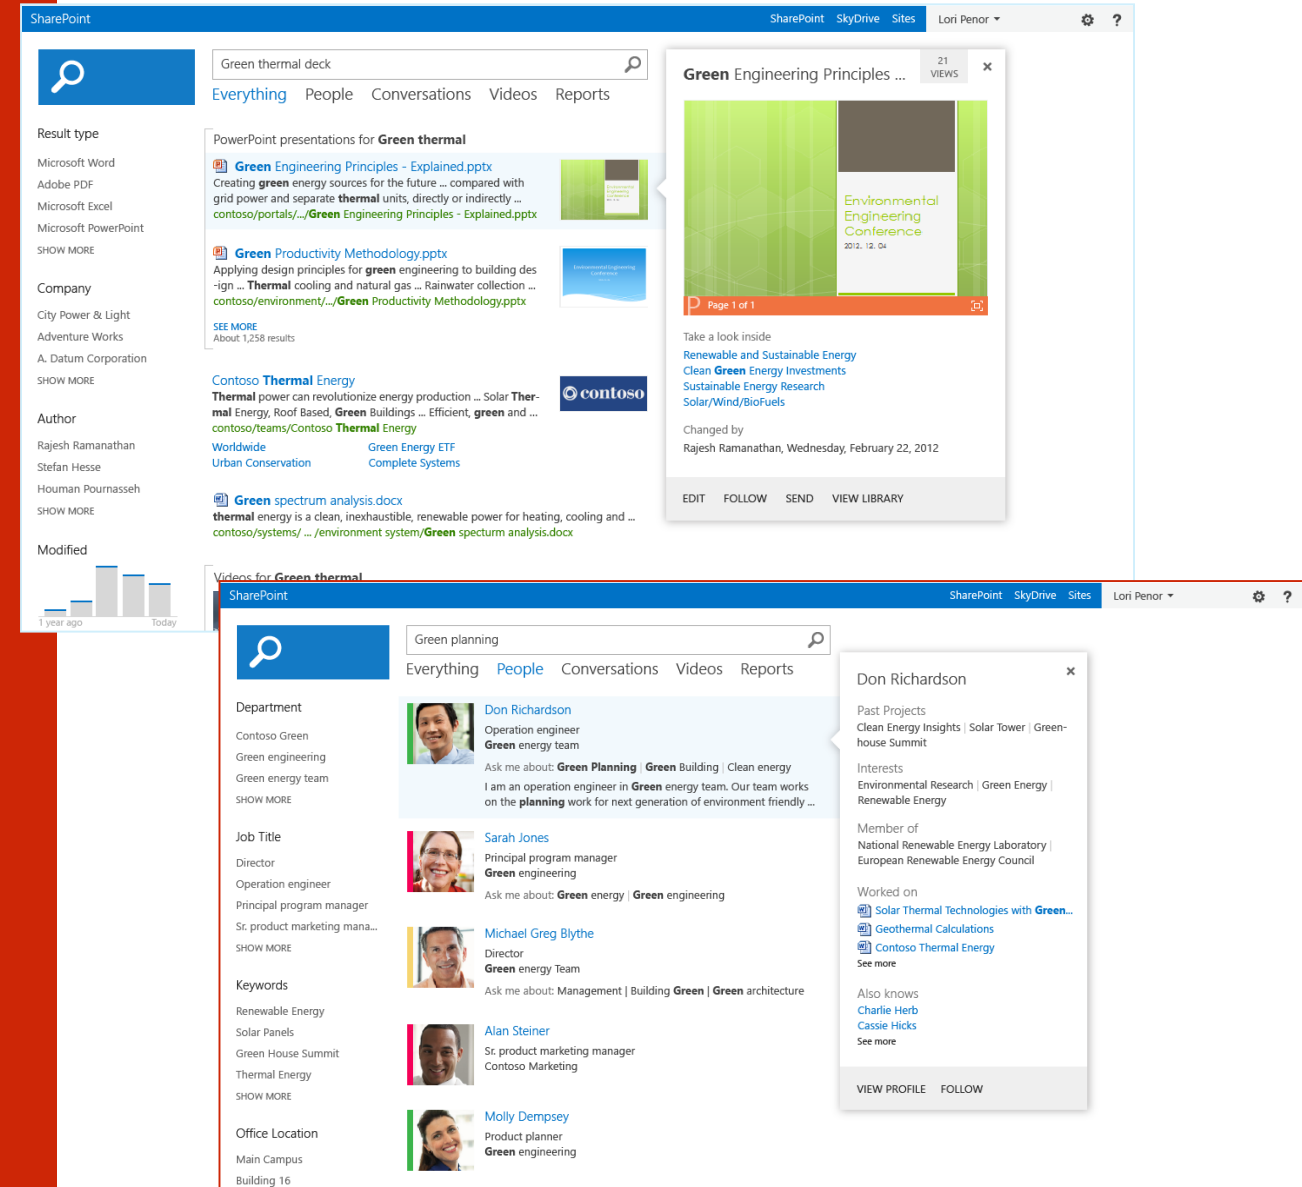 SharePoint
SharePoint SkyDrive Sites Lori Penor ?
Green thermal deck
Everything People Conversations Videos Reports
Result type
Microsoft Word
Adobe PDF
Microsoft Excel
Microsoft PowerPoint
SHOW MORE
Company
City Power & Light
Adventure Works
A. Datum Corporation
SHOW MORE
Author
Rajesh Ramanathan
Stefan Hesse
Houman Pournasseh
SHOW MORE
Modified
1 year ago Today
PowerPoint presentations for Green thermal
Green Engineering Principles - Explained.pptx
Creating green energy sources for the future ... compared with
grid power and separate thermal units, directly or indirectly ...
contoso/portals/.../Green Engineering Principles - Explained.pptx
Environmental
Engineering
Conference
Green Productivity Methodology.pptx
Applying design principles for green engineering to building des
-ign ... Thermal cooling and natural gas ... Rainwater collection ...
contoso/environment/.../Green Productivity Methodology.pptx
Environmental Engineering
Conference
SEE MORE
About 1,258 results
Contoso Thermal Energy
Thermal power can revolutionize energy production ... Solar Ther-
mal Energy, Roof Based, Green Buildings ... Efficient, green and ...
contoso/teams/Contoso Thermal Energy
Worldwide Green Energy ETF
Urban Conservation Complete Systems
contoso
Green spectrum analysis.docx
thermal energy is a clean, inexhaustible, renewable power for heating, cooling and ...
contoso/systems/ ... /environment system/Green specturm analysis.docx
Videos for Green thermal
Green Engineering Principles ...
21
VIEWS
Environmental
Engineering
Conference
2012. 12. 04
P Page 1 of 1
Take a look inside
Renewable and Sustainable Energy
Clean Green Energy Investments
Sustainable Energy Research
Solar/Wind/BioFuels
Changed by
Rajesh Ramanathan, Wednesday, February 22, 2012
EDIT FOLLOW SEND VIEW LIBRARY
SharePoint
SharePoint SkyDrive Sites Lori Penor ?
Green planning
Everything People Conversations Videos Reports
Department
Contoso Green
Green engineering
Green energy team
SHOW MORE
Job Title
Director
Operation engineer
Principal program manager
Sr. product marketing mana...
SHOW MORE
Keywords
Renewable Energy
Solar Panels
Green House Summit
Thermal Energy
SHOW MORE
Office Location
Main Campus
Building 16
Don Richardson
Operation engineer
Green energy team
Ask me about: Green Planning | Green Building | Clean energy
I am an operation engineer in Green energy team. Our team works
on the planning work for next generation of environment friendly ...
Sarah Jones
Principal program manager
Green engineering
Ask me about: Green energy | Green engineering
Michael Greg Blythe
Director
Green energy Team
Ask me about: Management | Building Green | Green architecture
Alan Steiner
Sr. product marketing manager
Contoso Marketing
Molly Dempsey
Product planner
Green engineering
Don Richardson
Past Projects
Clean Energy Insights | Solar Tower | Green-
house Summit
Interests
Environmental Research | Green Energy |
Renewable Energy
Member of
National Renewable Energy Laboratory |
European Renewable Energy Council
Worked on
Solar Thermal Technologies with Green...
Geothermal Calculations
Contoso Thermal Energy
See more
Also knows
Charlie Herb
Cassie Hicks
See more
VIEW PROFILE FOLLOW